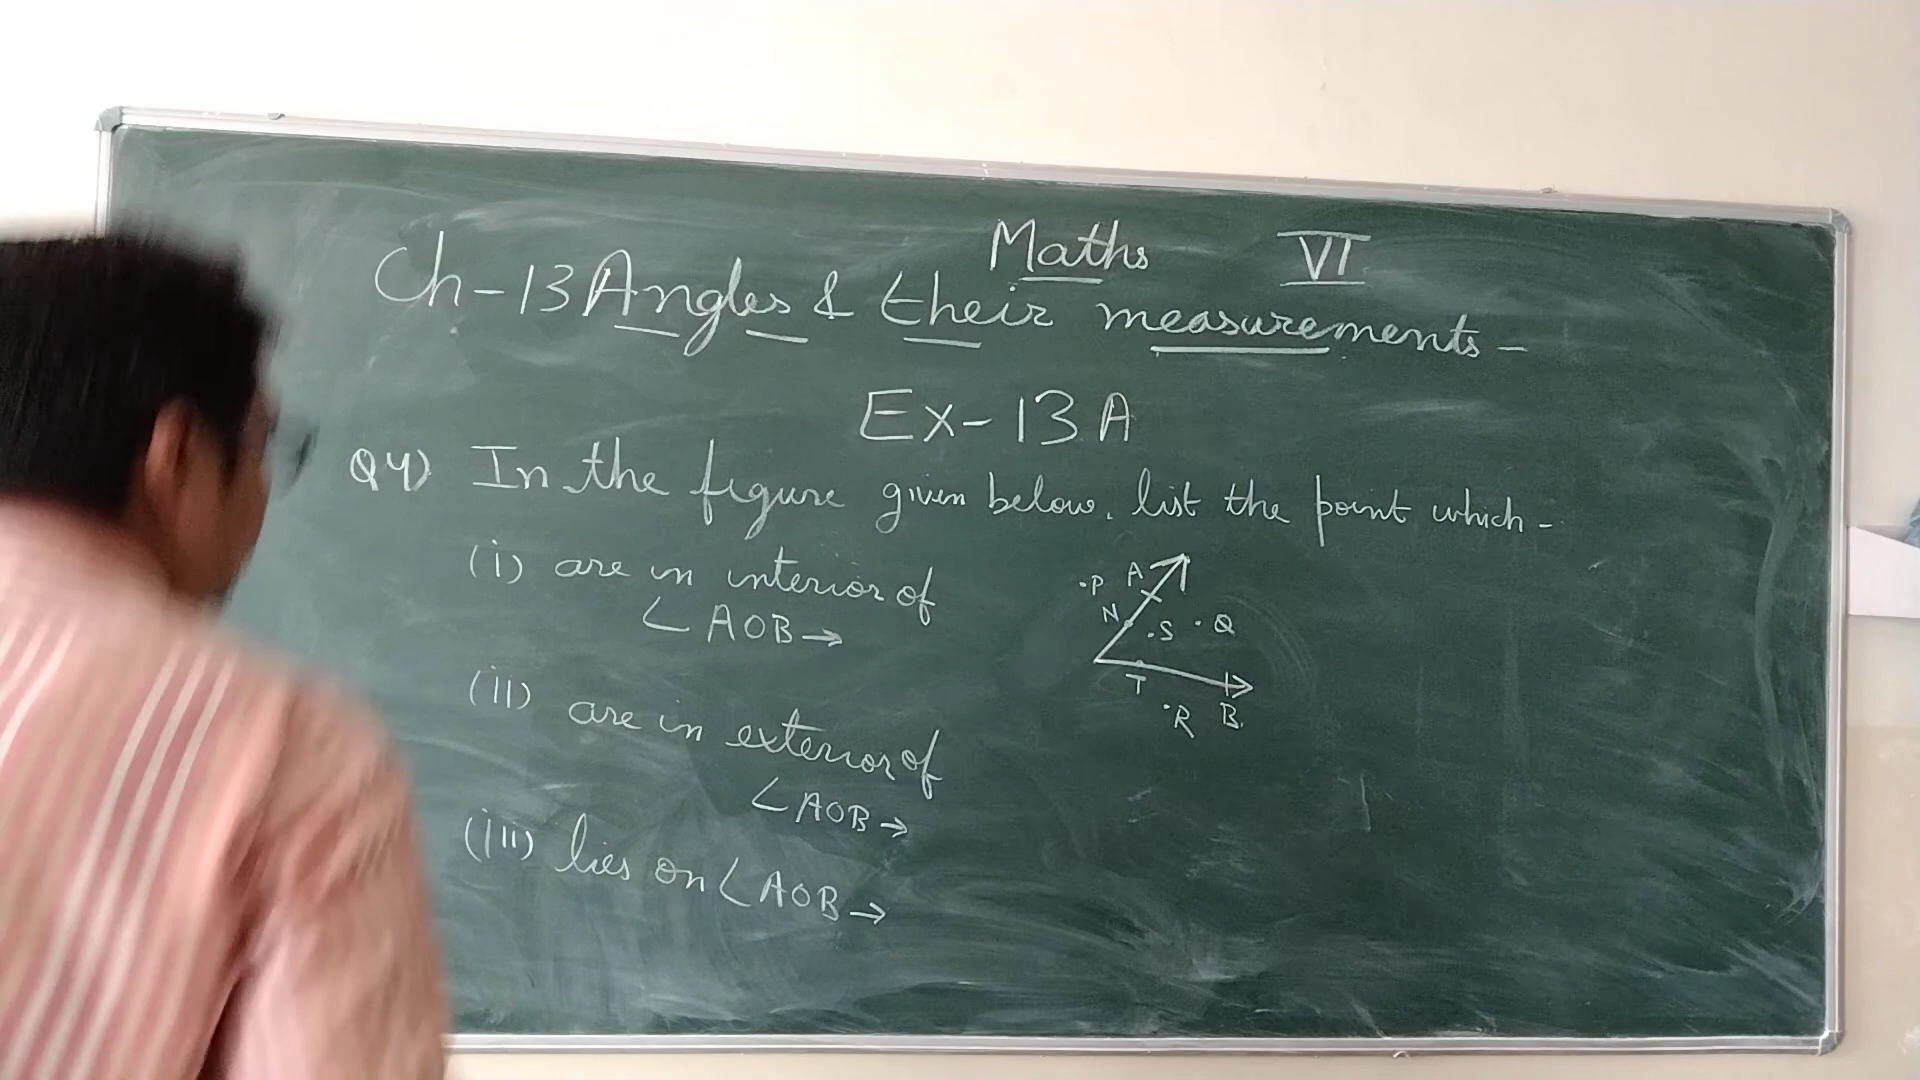 Maths VI
Ch-13 Angles & their measurements-
Ex-13A
Q4) In the figure given below, list the point which -
(i) are in interior of
∠AOB→
(ii) are in exterior of
∠AOB→
(iii) lies on ∠AOB→
.P A
N .S .Q
T
.R B